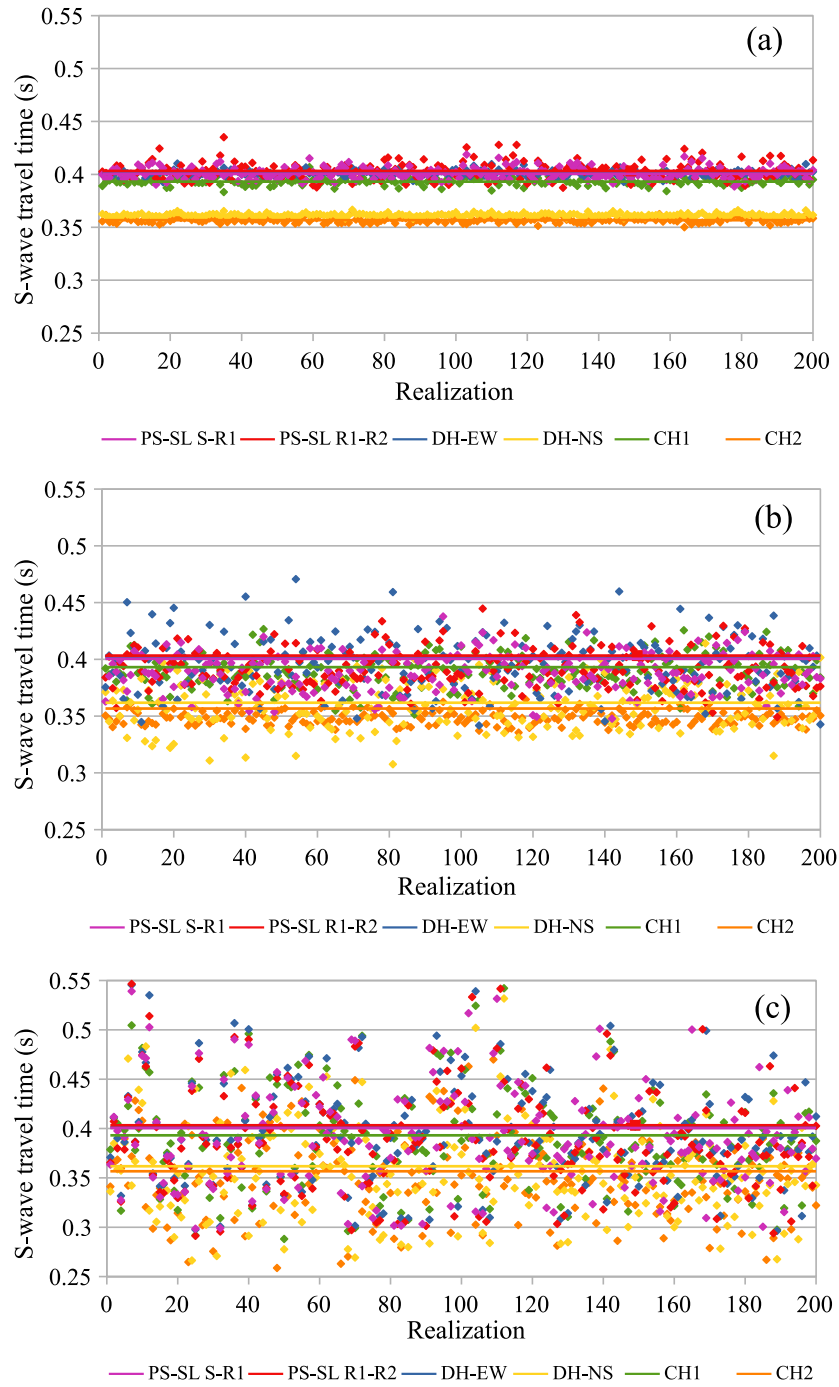 (a)
S-wave travel time (s)
0.55
0.5
0.45
0.4
0.35
0.3
0.25
0 20 40 60 80 100 120 140 160 180 200
Realization
PS-SL S-R1 PS-SL R1-R2 DH-EW DH-NS CH1 CH2
(b)
S-wave travel time (s)
0.55
0.5
0.45
0.4
0.35
0.3
0.25
0 20 40 60 80 100 120 140 160 180 200
Realization
PS-SL S-R1 PS-SL R1-R2 DH-EW DH-NS CH1 CH2
(c)
S-wave travel time (s)
0.55
0.5
0.45
0.4
0.35
0.3
0.25
0 20 40 60 80 100 120 140 160 180 200
Realization
PS-SL S-R1 PS-SL R1-R2 DH-EW DH-NS CH1 CH2